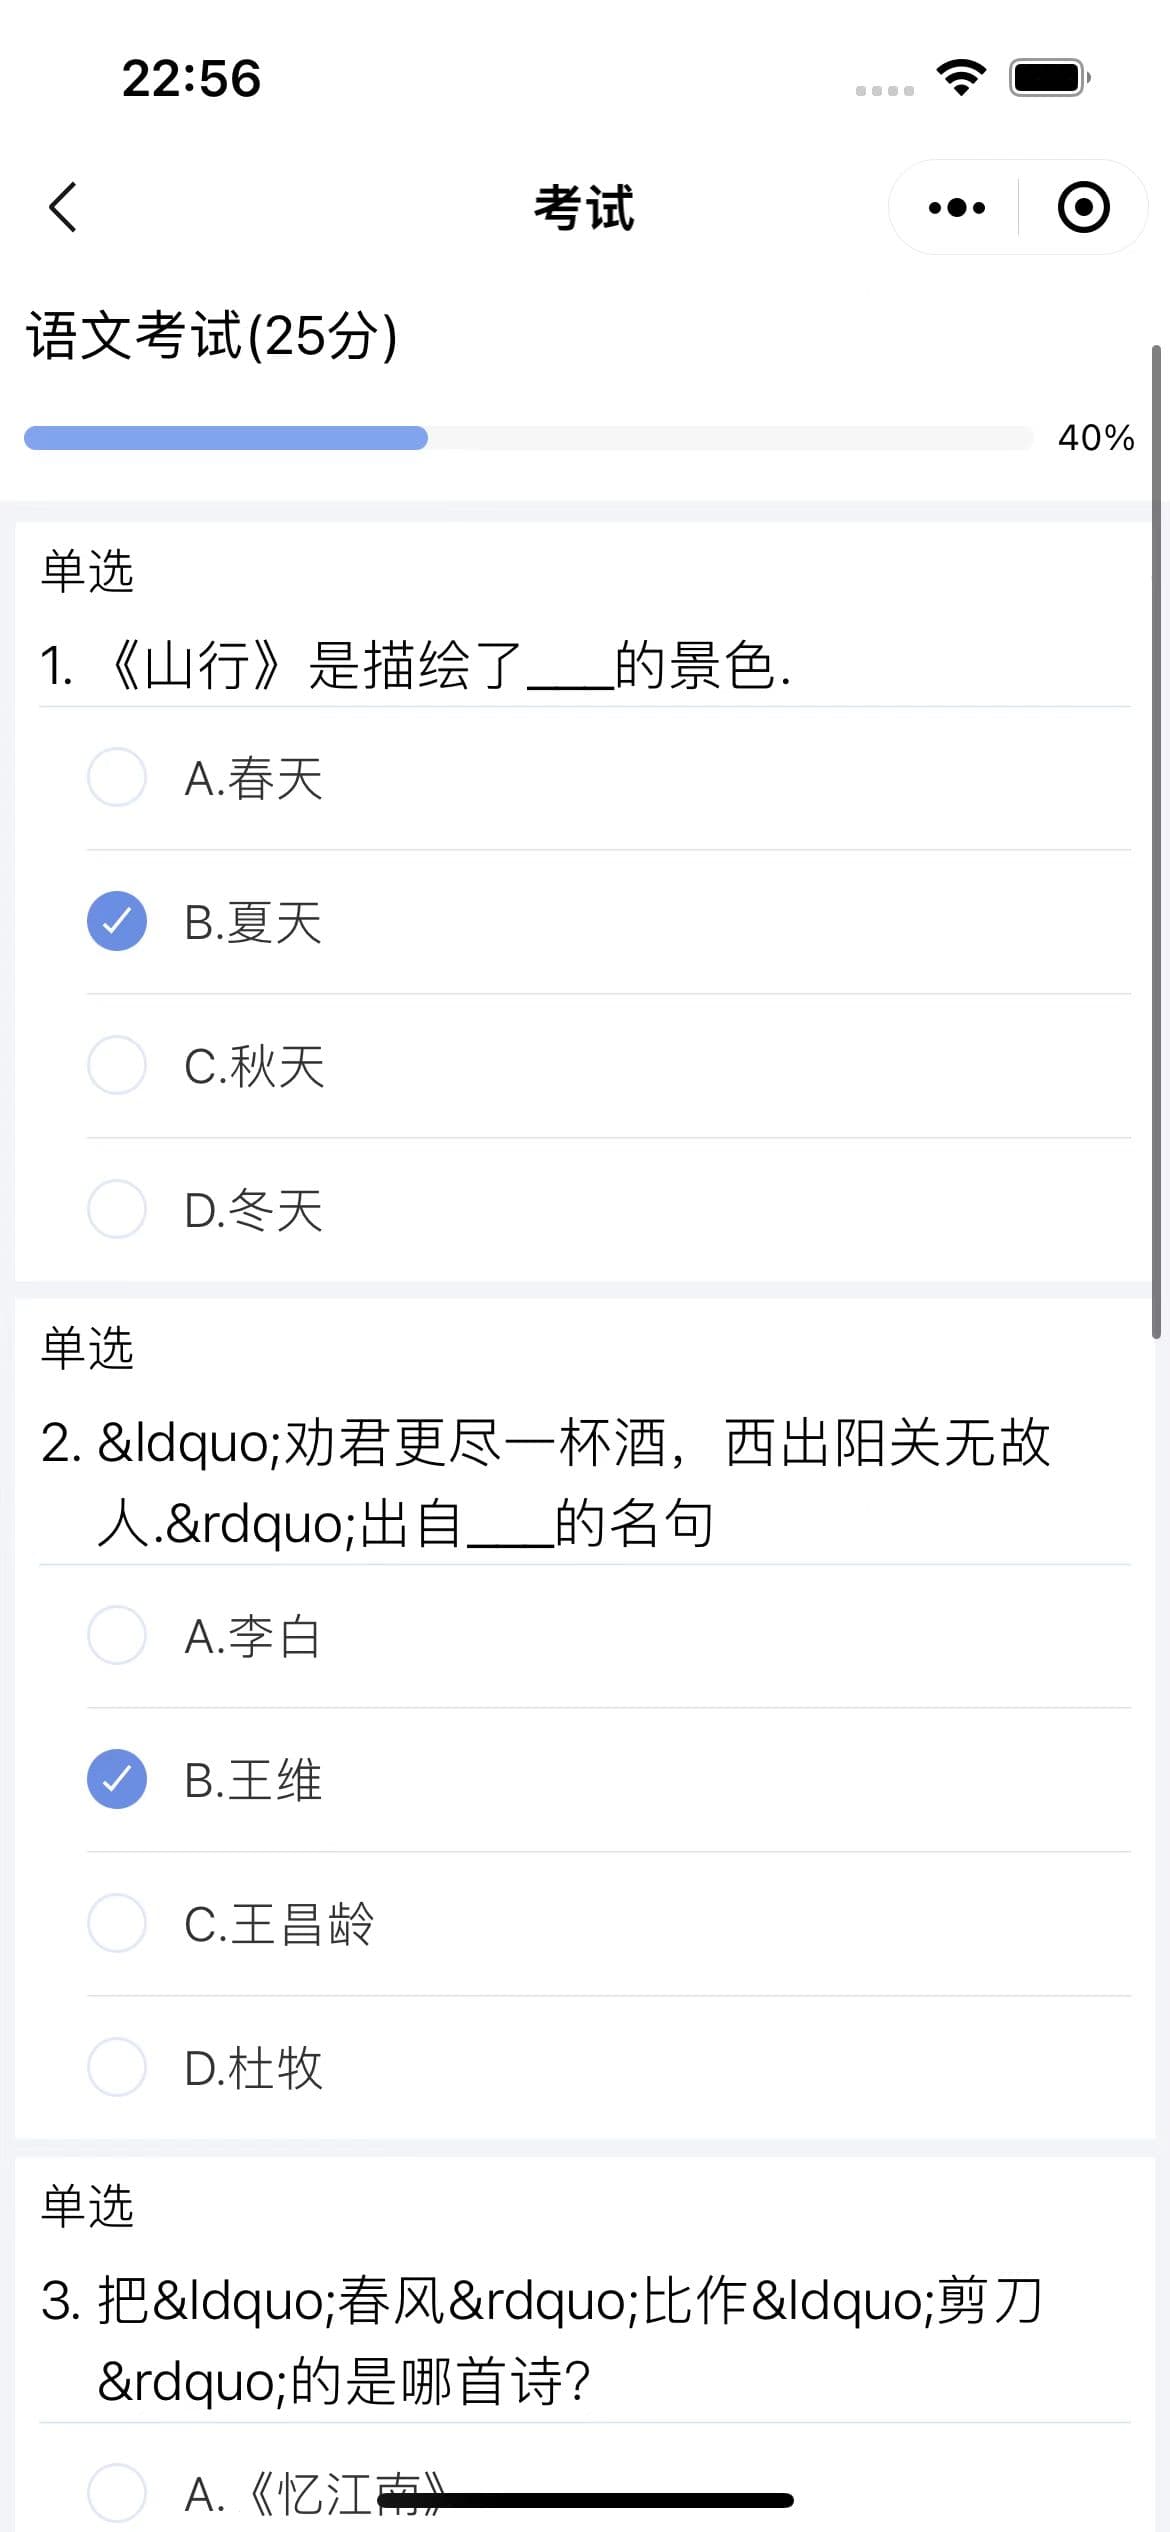 22:56
考试
语文考试(25分)
40%
单选
1. 《山行》是描绘了___的景色.
A.春天
B.夏天
C.秋天
D.冬天
单选
2. &ldquo;劝君更尽一杯酒，西出阳关无故
人.&rdquo;出自___的名句
A.李白
B.王维
C.王昌龄
D.杜牧
单选
3. 把&ldquo;春风&rdquo;比作&ldquo;剪刀
&rdquo;的是哪首诗?
A.《忆江南》